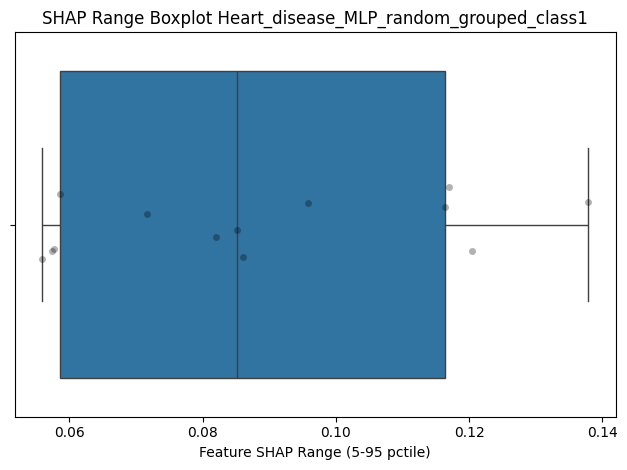 SHAP Range Boxplot Heart_disease_MLP_random_grouped_class1
0.06 0.08 0.10 0.12 0.14
Feature SHAP Range (5-95 pctile)